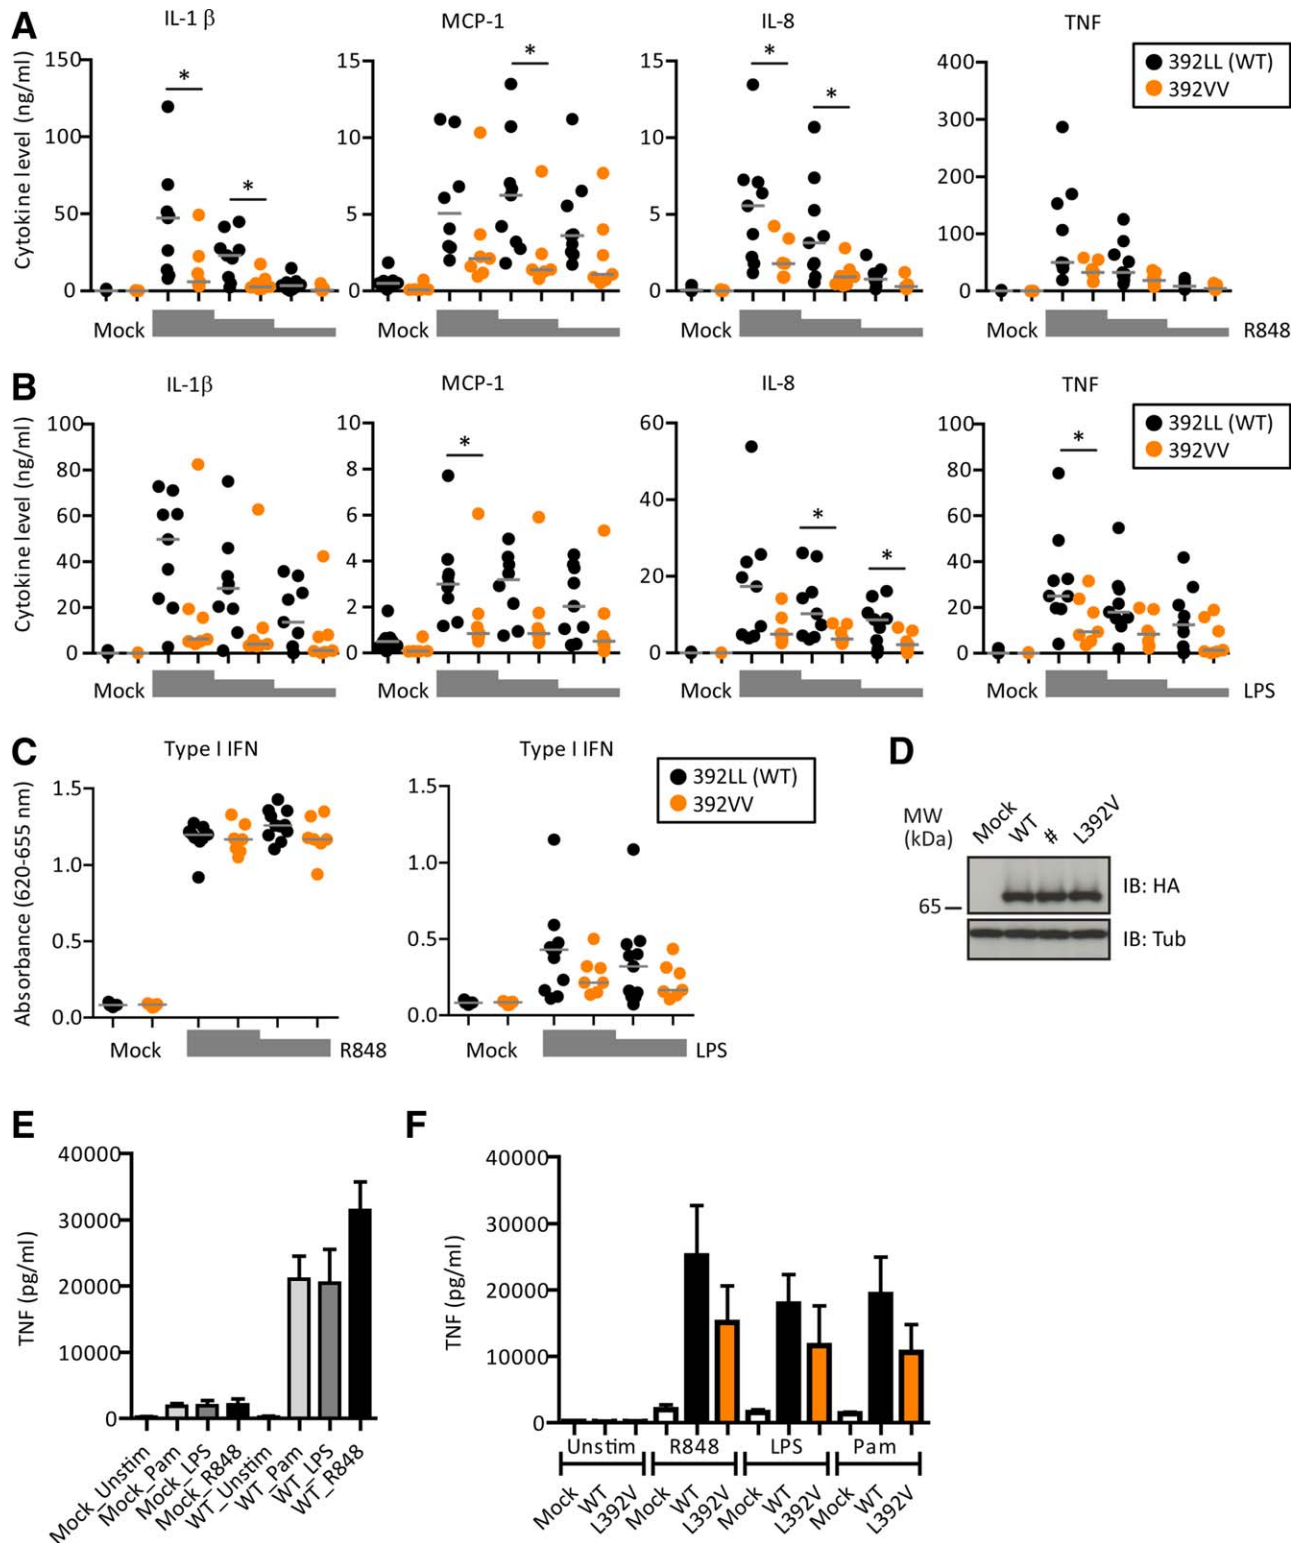 A
IL-1 β
MCP-1
IL-8
TNF
Cytokine level (ng/ml)
150
100
50
0
*
*
15
10
5
0
*
15
10
5
0
*
*
400
300
200
100
0
392LL (WT)
392VV
Mock
Mock
Mock
Mock
R848
B
IL-1β
MCP-1
IL-8
TNF
Cytokine level (ng/ml)
100
80
60
40
20
0
10
8
6
4
2
0
*
60
40
20
0
*
*
100
80
60
40
20
0
*
392LL (WT)
392VV
Mock
Mock
Mock
Mock
LPS
C
Type I IFN
Type I IFN
Absorbance (620-655 nm)
1.5
1.0
0.5
0.0
1.5
1.0
0.5
0.0
392LL (WT)
392VV
Mock
R848
Mock
LPS
D
MW
(kDa)
Mock
WT
#
L392V
65
IB: HA
IB: Tub
E
TNF (pg/ml)
40000
30000
20000
10000
0
Mock_Unstim
Mock_Pam
Mock_LPS
Mock_R848
WT_Unstim
WT_Pam
WT_LPS
WT_R848
F
TNF (pg/ml)
40000
30000
20000
10000
0
Unstim
R848
LPS
Pam
Mock
WT
L392V
Mock
WT
L392V
Mock
WT
L392V
Mock
WT
L392V